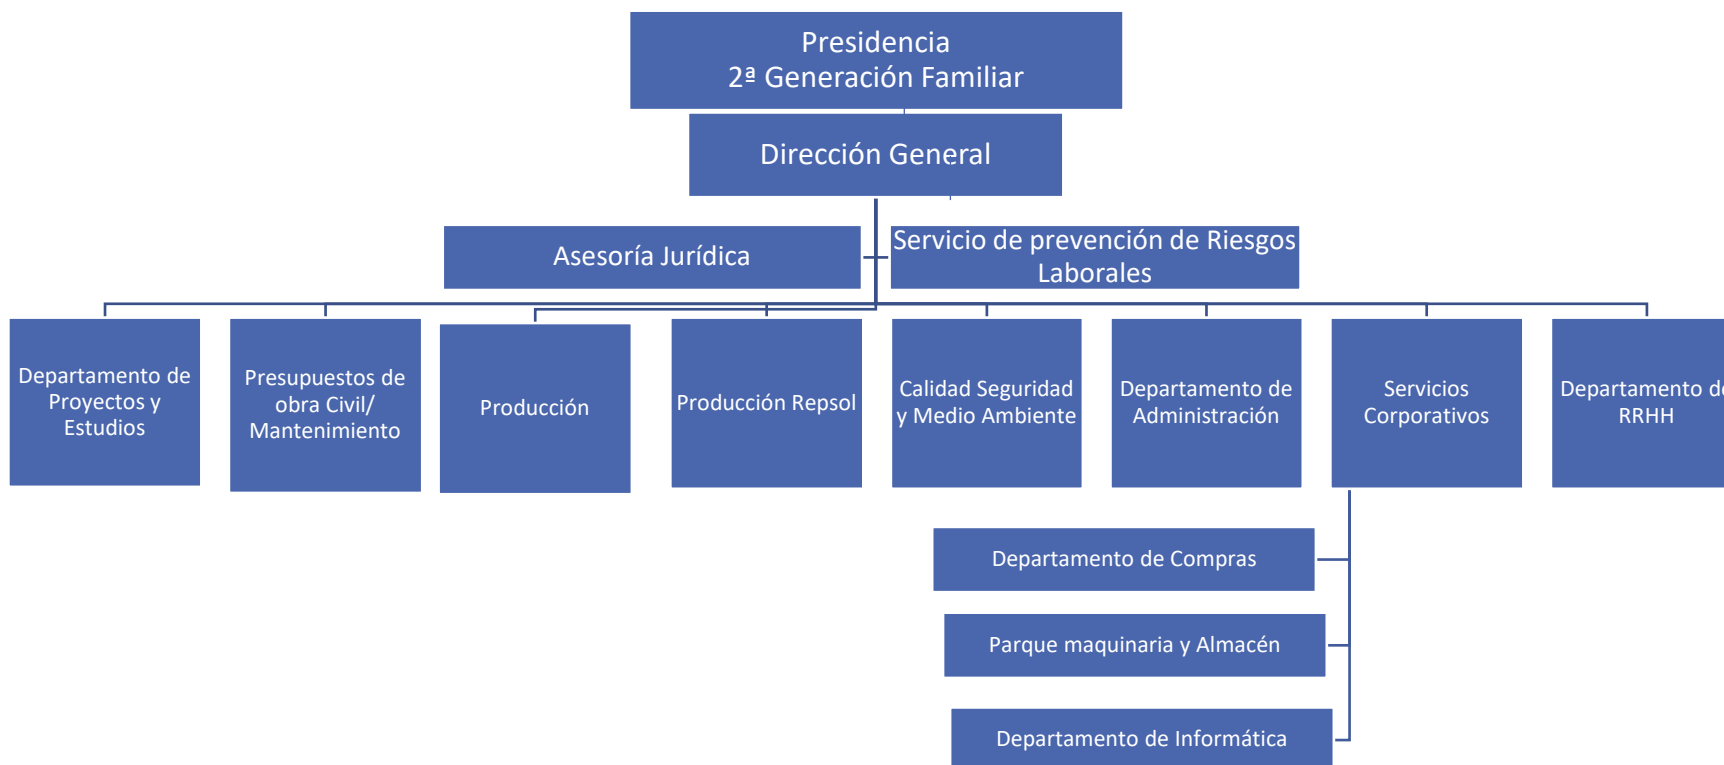 Presidencia
2ª Generación Familiar
Dirección General
Asesoría Jurídica
Servicio de prevención de Riesgos
Laborales
Departamento de
Proyectos y
Estudios
Presupuestos de
obra Civil/
Mantenimiento
Producción
Producción Repsol
Calidad Seguridad
y Medio Ambiente
Departamento de
Administración
Servicios
Corporativos
Departamento de
RRHH
Departamento de Compras
Parque maquinaria y Almacén
Departamento de Informática